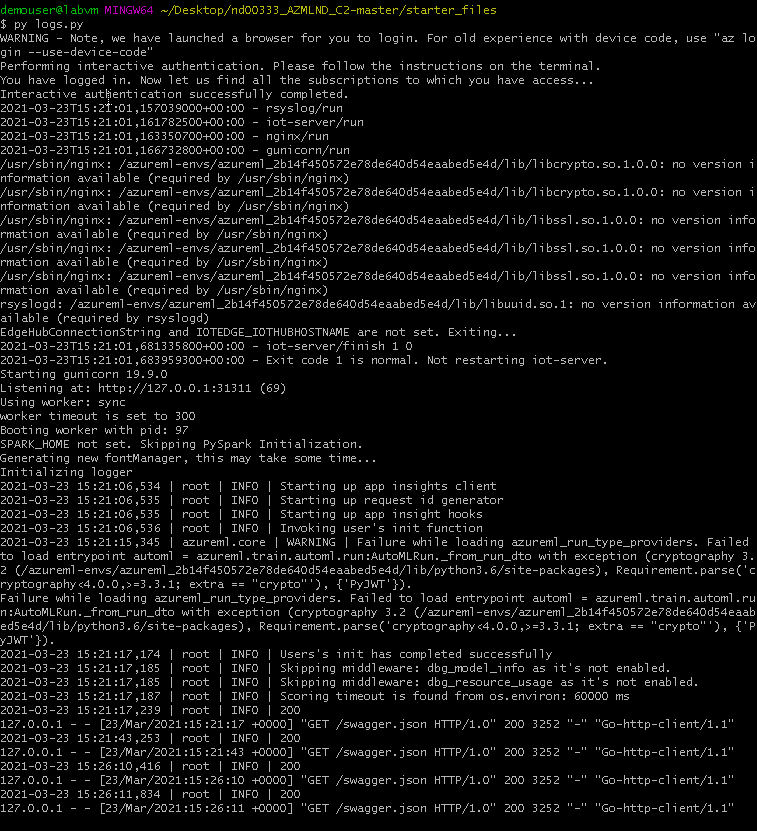 demouser@labvm MINGW64 ~/Desktop/nd00333_AZMLND_C2-master/starter_files
$ py logs.py
WARNING - Note, we have launched a browser for you to login. For old experience with device code, use "az lo
gin --use-device-code"
Performing interactive authentication. Please follow the instructions on the terminal.
You have logged in. Now let us find all the subscriptions to which you have access...
Interactive authentication successfully completed.
2021-03-23T15:21:01,157039000+00:00 - rsyslog/run
2021-03-23T15:21:01,161782500+00:00 - iot-server/run
2021-03-23T15:21:01,163350700+00:00 - nginx/run
2021-03-23T15:21:01,166732800+00:00 - gunicorn/run
/usr/sbin/nginx: /azureml-envs/azureml_2b14f450572e78de640d54eaabed5e4d/lib/libcrypto.so.1.0.0: no version i
nformation available (required by /usr/sbin/nginx)
/usr/sbin/nginx: /azureml-envs/azureml_2b14f450572e78de640d54eaabed5e4d/lib/libcrypto.so.1.0.0: no version i
nformation available (required by /usr/sbin/nginx)
/usr/sbin/nginx: /azureml-envs/azureml_2b14f450572e78de640d54eaabed5e4d/lib/libssl.so.1.0.0: no version info
rmation available (required by /usr/sbin/nginx)
/usr/sbin/nginx: /azureml-envs/azureml_2b14f450572e78de640d54eaabed5e4d/lib/libssl.so.1.0.0: no version info
rmation available (required by /usr/sbin/nginx)
/usr/sbin/nginx: /azureml-envs/azureml_2b14f450572e78de640d54eaabed5e4d/lib/libssl.so.1.0.0: no version info
rmation available (required by /usr/sbin/nginx)
rsyslogd: /azureml-envs/azureml_2b14f450572e78de640d54eaabed5e4d/lib/libuuid.so.1: no version information av
ailable (required by rsyslogd)
EdgeHubConnectionString and IOTEDGE_IOTHUBHOSTNAME are not set. Exiting...
2021-03-23T15:21:01,681335800+00:00 - iot-server/finish 1 0
2021-03-23T15:21:01,683959300+00:00 - Exit code 1 is normal. Not restarting iot-server.
Starting gunicorn 19.9.0
Listening at: http://127.0.0.1:31311 (69)
Using worker: sync
worker timeout is set to 300
Booting worker with pid: 97
SPARK_HOME not set. Skipping PySpark Initialization.
Generating new fontManager, this may take some time...
Initializing logger
2021-03-23 15:21:06,534 | root | INFO | Starting up app insights client
2021-03-23 15:21:06,535 | root | INFO | Starting up request id generator
2021-03-23 15:21:06,535 | root | INFO | Starting up app insight hooks
2021-03-23 15:21:06,536 | root | INFO | Invoking user's init function
2021-03-23 15:21:15,345 | azureml.core | WARNING | Failure while loading azureml_run_type_providers. Failed
to load entrypoint automl = azureml.train.automl.run:AutoMLRun._from_run_dto with exception (cryptography 3.
2 (/azureml-envs/azureml_2b14f450572e78de640d54eaabed5e4d/lib/python3.6/site-packages), Requirement.parse('c
ryptography<4.0.0,>=3.3.1; extra == "crypto"'), {'PyJWT'}).
Failure while loading azureml_run_type_providers. Failed to load entrypoint automl = azureml.train.automl.ru
n:AutoMLRun._from_run_dto with exception (cryptography 3.2 (/azureml-envs/azureml_2b14f450572e78de640d54eaab
ed5e4d/lib/python3.6/site-packages), Requirement.parse('cryptography<4.0.0,>=3.3.1; extra == "crypto"'), {'P
yJWT'}).
2021-03-23 15:21:17,174 | root | INFO | Users's init has completed successfully
2021-03-23 15:21:17,185 | root | INFO | Skipping middleware: dbg_model_info as it's not enabled.
2021-03-23 15:21:17,185 | root | INFO | Skipping middleware: dbg_resource_usage as it's not enabled.
2021-03-23 15:21:17,187 | root | INFO | Scoring timeout is found from os.environ: 60000 ms
2021-03-23 15:21:17,239 | root | INFO | 200
127.0.0.1 - - [23/Mar/2021:15:21:17 +0000] "GET /swagger.json HTTP/1.0" 200 3252 "-" "Go-http-client/1.1"
2021-03-23 15:21:43,253 | root | INFO | 200
127.0.0.1 - - [23/Mar/2021:15:21:43 +0000] "GET /swagger.json HTTP/1.0" 200 3252 "-" "Go-http-client/1.1"
2021-03-23 15:26:10,416 | root | INFO | 200
127.0.0.1 - - [23/Mar/2021:15:26:10 +0000] "GET /swagger.json HTTP/1.0" 200 3252 "-" "Go-http-client/1.1"
2021-03-23 15:26:11,834 | root | INFO | 200
127.0.0.1 - - [23/Mar/2021:15:26:11 +0000] "GET /swagger.json HTTP/1.0" 200 3252 "-" "Go-http-client/1.1"